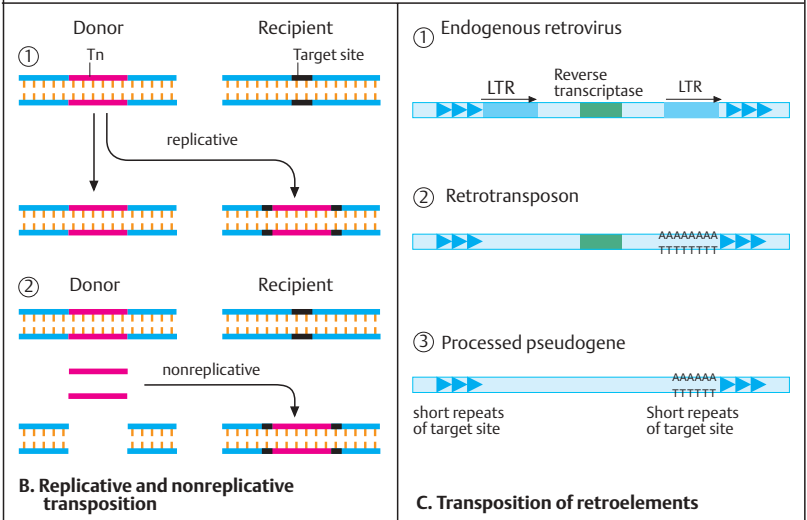 Donor
Recipient
1
Tn
Target site
replicative
2
Donor
Recipient
nonreplicative
B. Replicative and nonreplicative
transposition
1 Endogenous retrovirus
LTR
Reverse
transcriptase
LTR
2 Retrotransposon
AAAAAAAA
TTTTTTTT
3 Processed pseudogene
AAAAAA
TTTTTT
short repeats
of target site
Short repeats
of target site
C. Transposition of retroelements